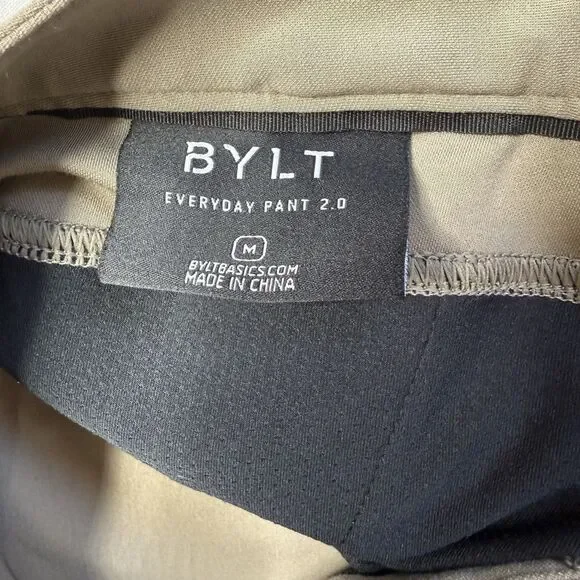 BYLT
EVERYDAY PANT 2.0
M
BYLTBASICS.COM
MADE IN CHINA